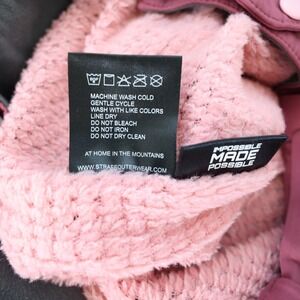 MACHINE WASH COLD
GENTLE CYCLE
WASH WITH LIKE COLORS
LINE DRY
DO NOT BLEACH
DO NOT IRON
DO NOT DRY CLEAN
AT HOME IN THE MOUNTAINS
WWW.STRAFEOUTERWEAR.COM
IMPOSSIBLE
MADE
POSSIBLE